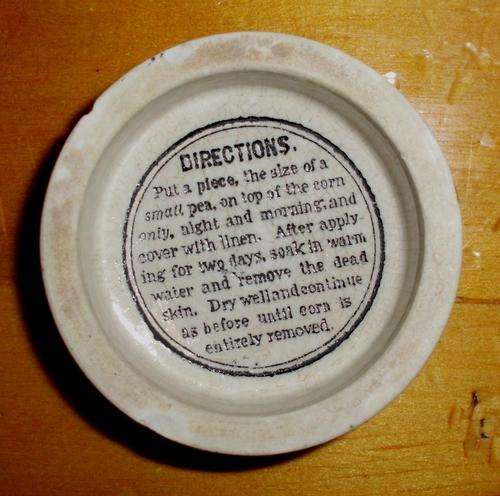 DIRECTIONS.
Put a piece, the size of a
small pea, on top of the corn
only, night and morning, and
cover with linen. After apply-
ing for two days, soak in warm
water and remove the dead
skin. Dry well and continue
as before until corn is
entirely removed.